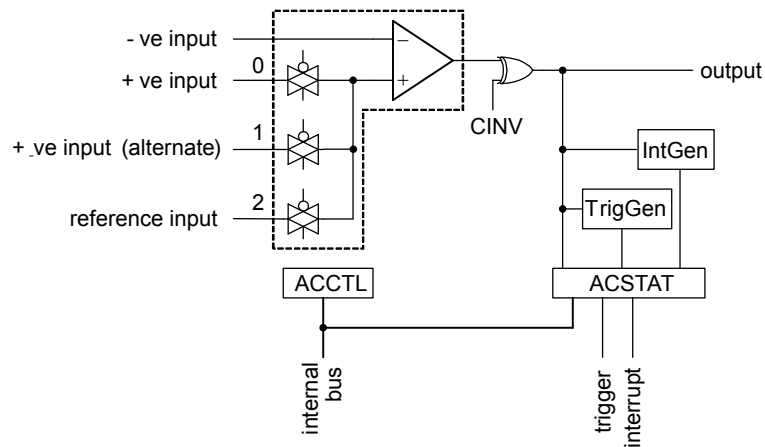 - ve input
+ ve input
0
−
+
output
CINV
+ ve input (alternate)
1
IntGen
reference input
2
TrigGen
ACCTL
ACSTAT
internal
bus
trigger
interrupt